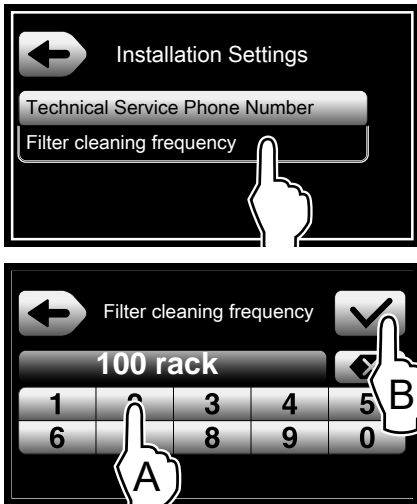 Installation Settings
Technical Service Phone Number
Filter cleaning frequency
Filter cleaning frequency
100 rack
1 2 3 4 5
B
6 8 9 0
A